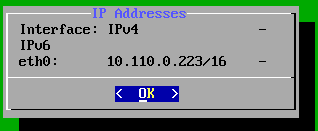 IP Addresses
Interface: IPv4 -
IPv6
eth0: 10.110.0.223/16 -
< OK >